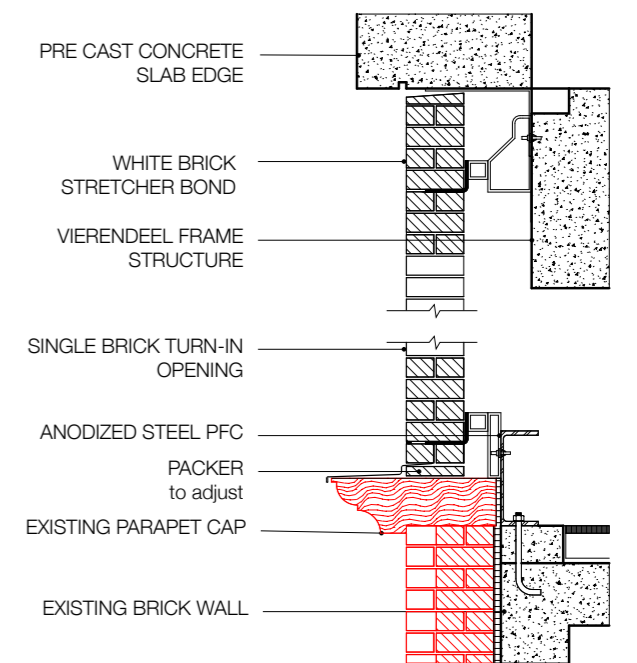 PRE CAST CONCRETE
SLAB EDGE
WHITE BRICK
STRETCHER BOND
VIERENDEEL FRAME
STRUCTURE
SINGLE BRICK TURN-IN
OPENING
ANODIZED STEEL PFC
PACKER
to adjust
EXISTING PARAPET CAP
EXISTING BRICK WALL